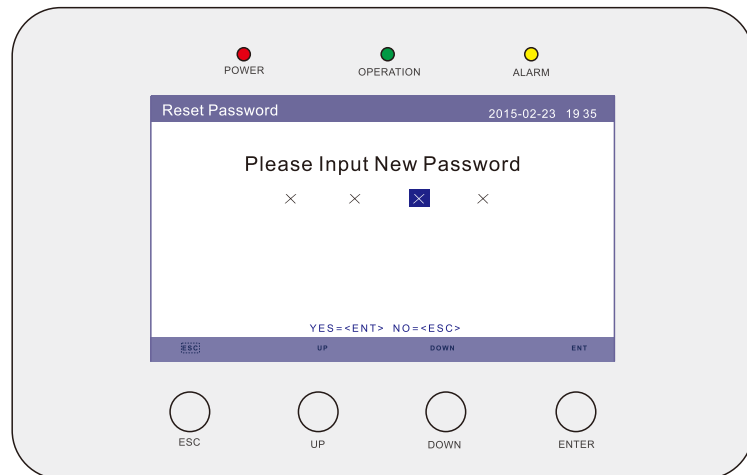 POWER OPERATION ALARM
Reset Password 2015-02-23 19 35
Please Input New Password
× × × ×
YES=<ENT> NO=<ESC>
ESC UP DOWN ENT
ESC UP DOWN ENTER